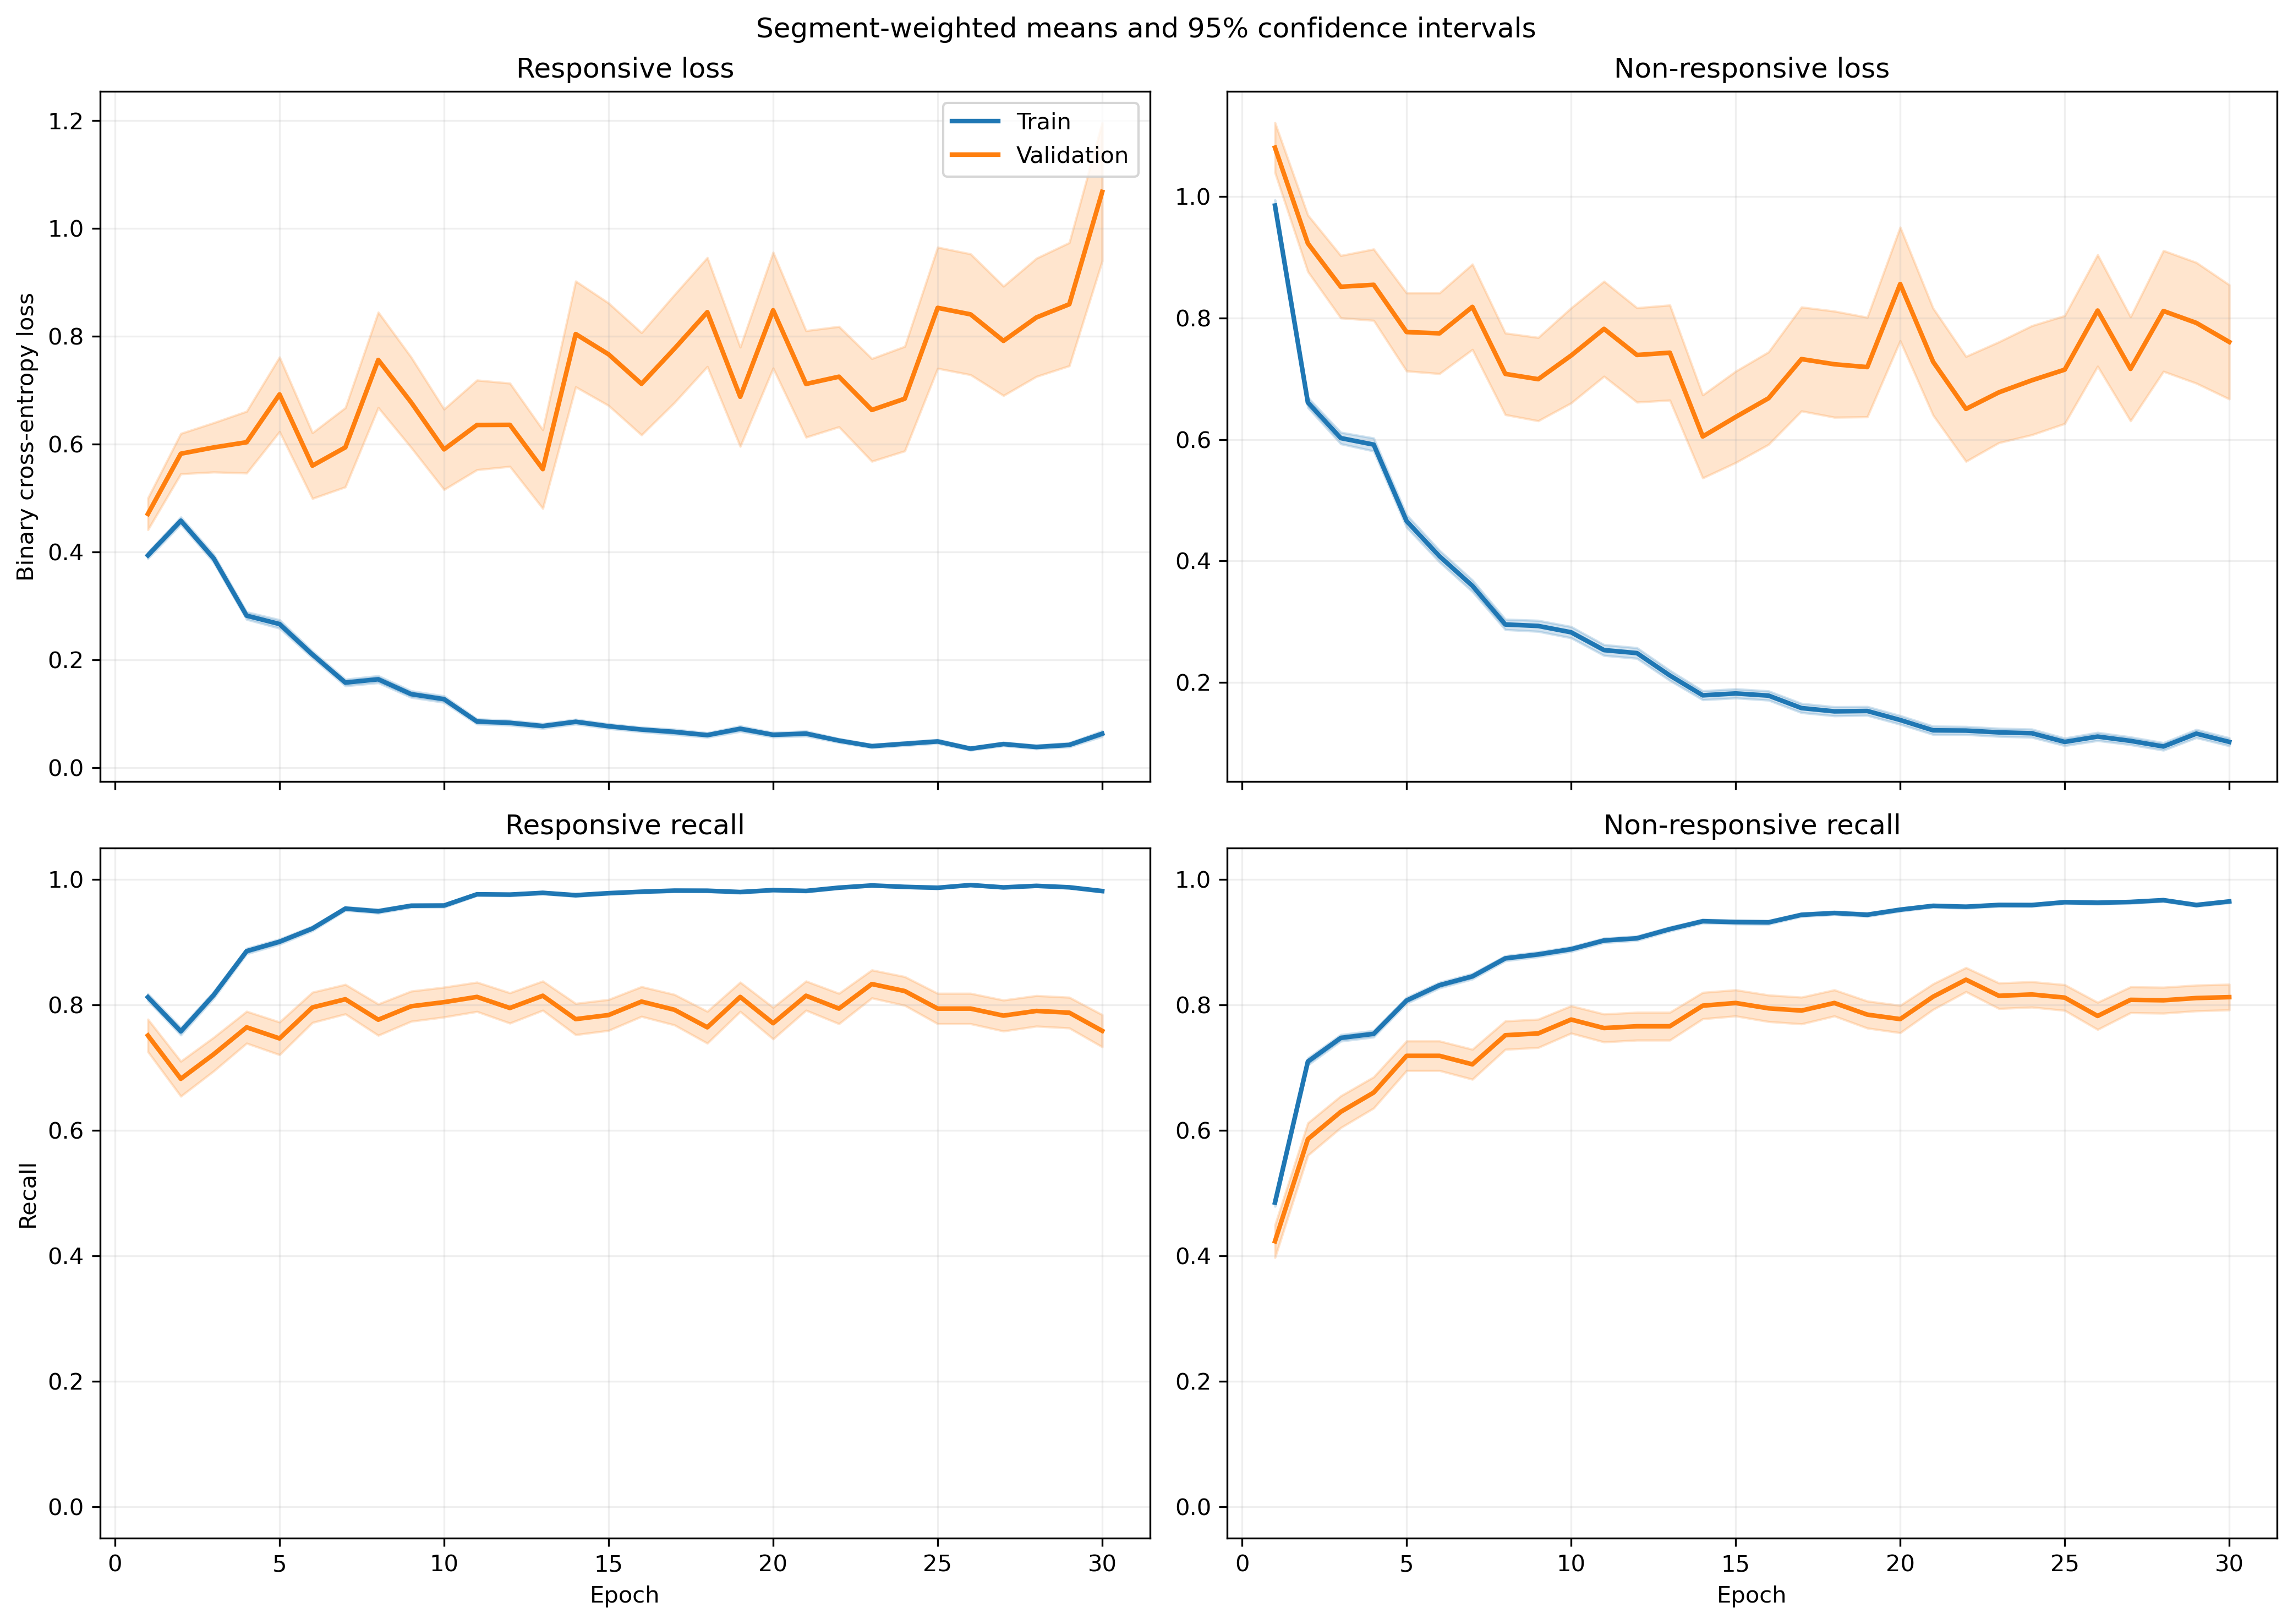 Segment-weighted means and 95% confidence intervals
Responsive loss
Non-responsive loss
Binary cross-entropy loss
1.2
1.0
0.8
0.6
0.4
0.2
0.0
Train
Validation
1.0
0.8
0.6
0.4
0.2
Responsive recall
Non-responsive recall
Recall
1.0
0.8
0.6
0.4
0.2
0.0
0 5 10 15 20 25 30
Epoch
1.0
0.8
0.6
0.4
0.2
0.0
0 5 10 15 20 25 30
Epoch